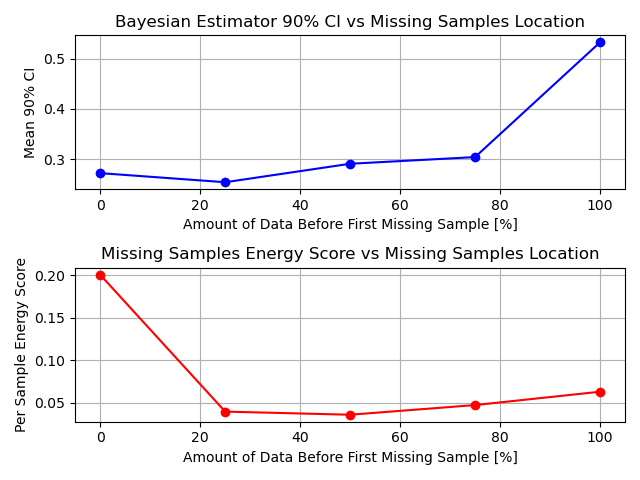 Bayesian Estimator 90% CI vs Missing Samples Location
Mean 90% CI
0.5
0.4
0.3
0 20 40 60 80 100
Amount of Data Before First Missing Sample [%]
Missing Samples Energy Score vs Missing Samples Location
Per Sample Energy Score
0.20
0.15
0.10
0.05
0 20 40 60 80 100
Amount of Data Before First Missing Sample [%]